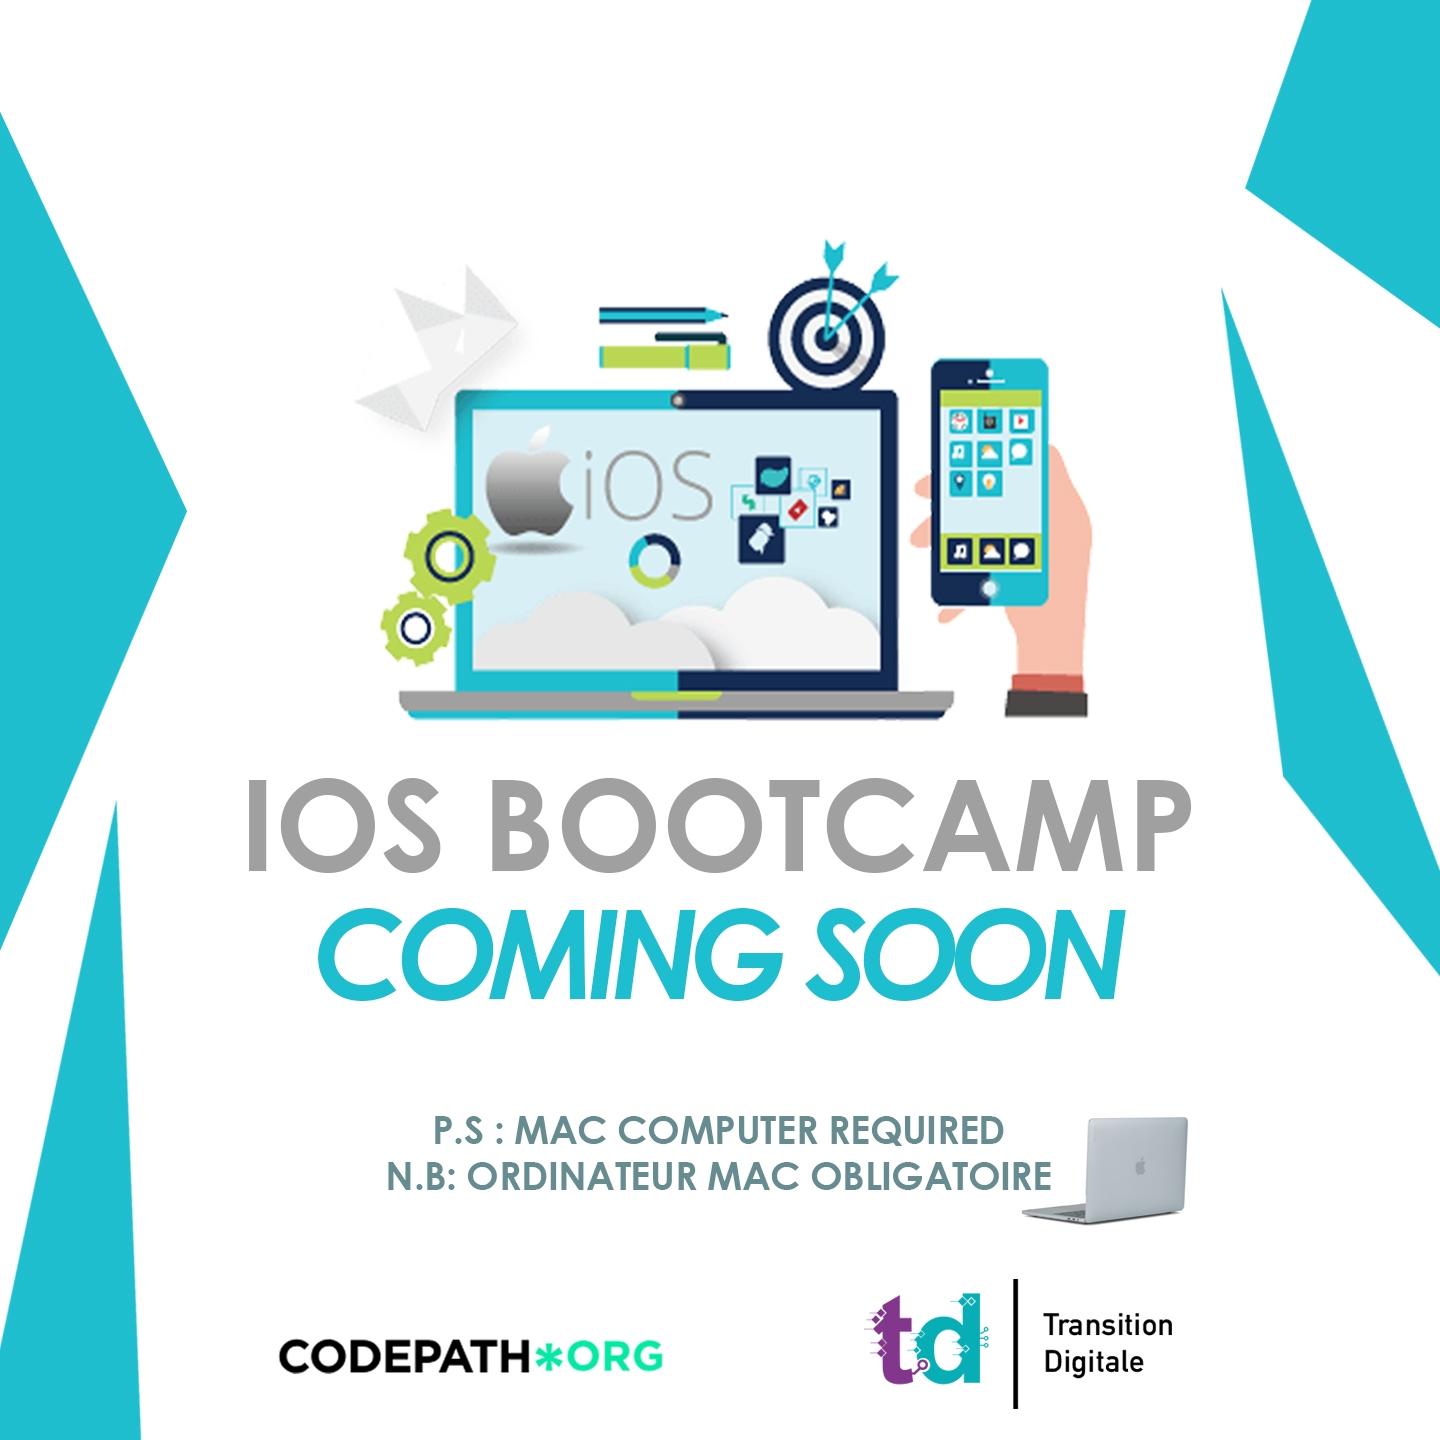 iOS
IOS BOOTCAMP
COMING SOON
P.S : MAC COMPUTER REQUIRED
N.B: ORDINATEUR MAC OBLIGATOIRE
CODEPATH*ORG
td
Transition
Digitale